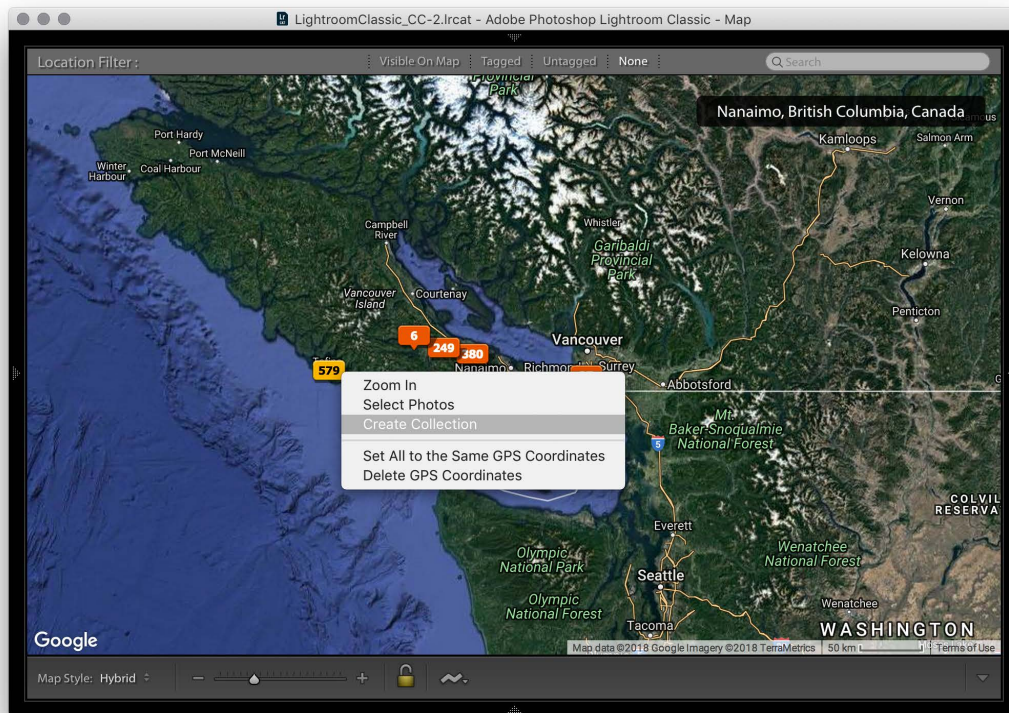 LightroomClassic_CC-2.lrcat - Adobe Photoshop Lightroom Classic - Map
Location Filter :
Visible On Map
Tagged
Untagged
None
Search
Provincial
Park
Nanaimo, British Columbia, Canada
Port Hardy
Port McNeill
Winter
Harbour
Coal Harbour
Kamloops
Salmon Arm
Vernon
Campbell
River
Whistler
Garibaldi
Provincial
Park
Kelowna
Vancouver
Island
Courtenay
Penticton
6
249
380
Vancouver
579
Nanaimo
Surrey
Abbotsford
Zoom In
Select Photos
Create Collection
Set All to the Same GPS Coordinates
Delete GPS Coordinates
Mt.
Baker-Snoqualmie
National Forest
5
COLVIL
RESERVA
Everett
Olympic
National Park
Wenatchee
National Forest
Seattle
Olympic
National Forest
Wenatchee
Tacoma
WASHINGTON
Google
Map data ©2018 Google Imagery ©2018 TerraMetrics
50 km
Terms of Use
Map Style: Hybrid